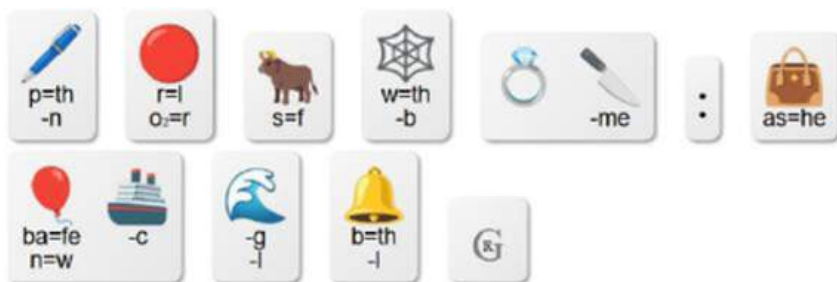 p=th
-n
r=l
o₂=r
s=f
w=th
-b
-me
:
as=he
ba=fe
n=w
-c
-g
-l
b=th
-l